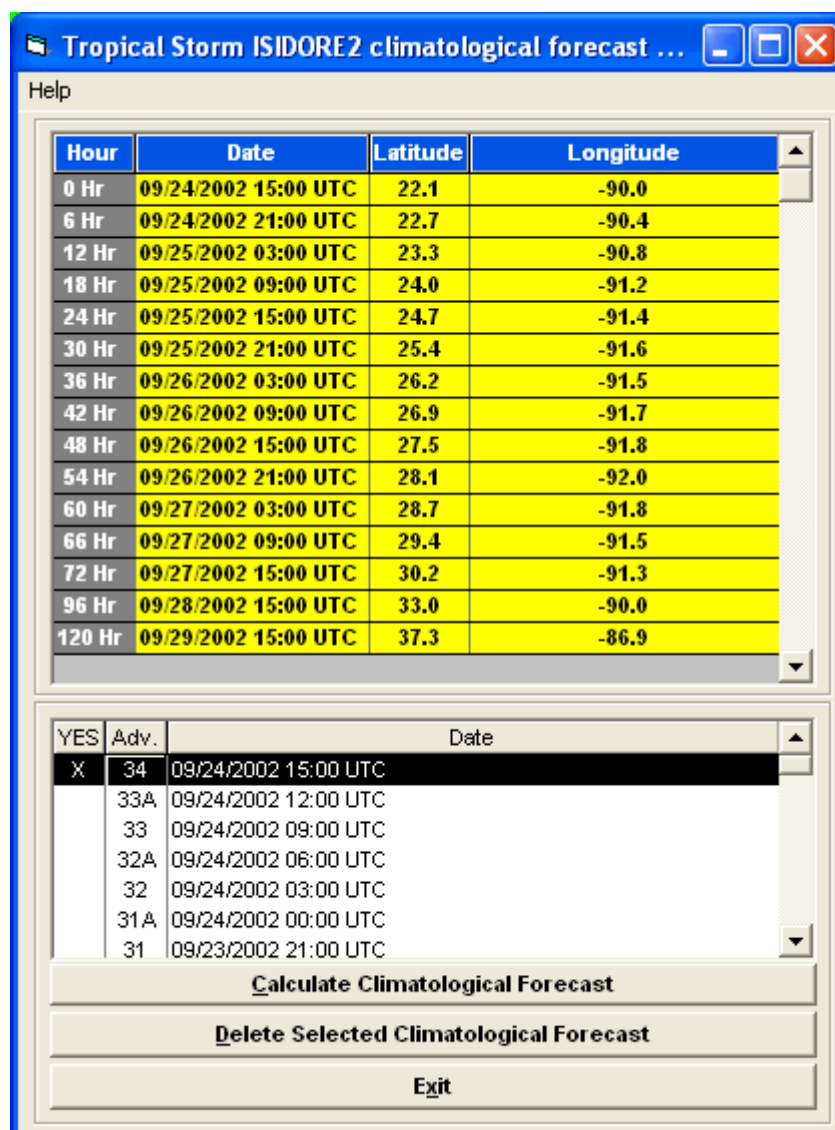 Tropical Storm ISIDORE2 climatological forecast ...
Help
Hour Date Latitude Longitude
0 Hr 09/24/2002 15:00 UTC 22.1 -90.0
6 Hr 09/24/2002 21:00 UTC 22.7 -90.4
12 Hr 09/25/2002 03:00 UTC 23.3 -90.8
18 Hr 09/25/2002 09:00 UTC 24.0 -91.2
24 Hr 09/25/2002 15:00 UTC 24.7 -91.4
30 Hr 09/25/2002 21:00 UTC 25.4 -91.6
36 Hr 09/26/2002 03:00 UTC 26.2 -91.5
42 Hr 09/26/2002 09:00 UTC 26.9 -91.7
48 Hr 09/26/2002 15:00 UTC 27.5 -91.8
54 Hr 09/26/2002 21:00 UTC 28.1 -92.0
60 Hr 09/27/2002 03:00 UTC 28.7 -91.8
66 Hr 09/27/2002 09:00 UTC 29.4 -91.5
72 Hr 09/27/2002 15:00 UTC 30.2 -91.3
96 Hr 09/28/2002 15:00 UTC 33.0 -90.0
120 Hr 09/29/2002 15:00 UTC 37.3 -86.9
YES Adv. Date
X 34 09/24/2002 15:00 UTC
33A 09/24/2002 12:00 UTC
33 09/24/2002 09:00 UTC
32A 09/24/2002 06:00 UTC
32 09/24/2002 03:00 UTC
31A 09/24/2002 00:00 UTC
31 09/23/2002 21:00 UTC
Calculate Climatological Forecast
Delete Selected Climatological Forecast
Exit